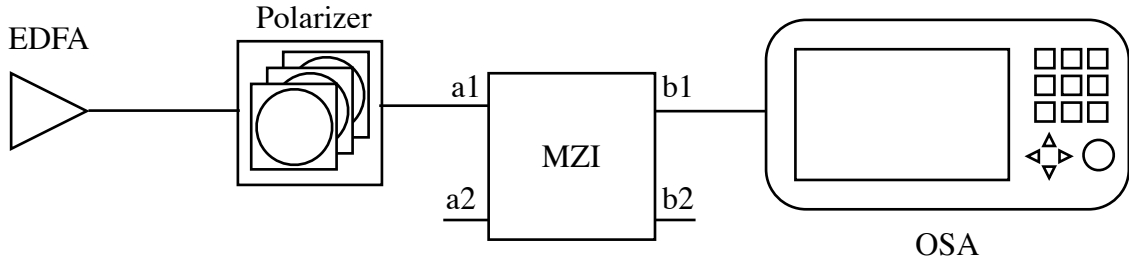 EDFA
Polarizer
a1
b1
MZI
a2
b2
OSA